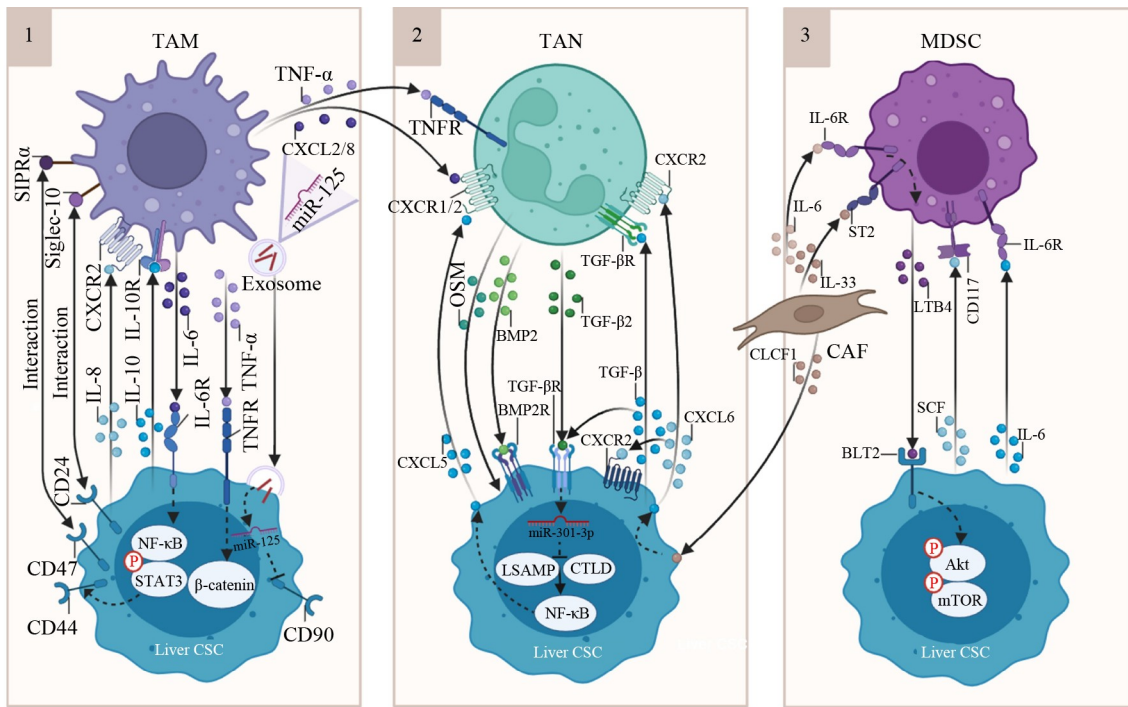 1
TAM
TNF-α
CXCL2/8
miR-125
Exosome
SIPRα
Siglec-10
CXCR2
IL-10R
Interaction
Interaction
IL-8
IL-10
IL-6
IL-6R
TNFR
TNF-α
CD24
CD47
CD44
NF-κB
P
STAT3
β-catenin
miR-125
CD90
Liver CSC
2
TAN
TNFR
CXCR1/2
CXCR2
TGF-βR
OSM
BMP2
TGF-β2
TGF-βR
BMP2R
TGF-β
CXCR2
CXCL6
CXCL5
miR-301-3p
LSAMP
CTLD
NF-κB
Liver CSC
3
MDSC
IL-6R
IL-6
ST2
IL-33
IL-6R
LTB4
CD117
CLCF1
CAF
SCF
IL-6
BLT2
P
Akt
P
mTOR
Liver CSC